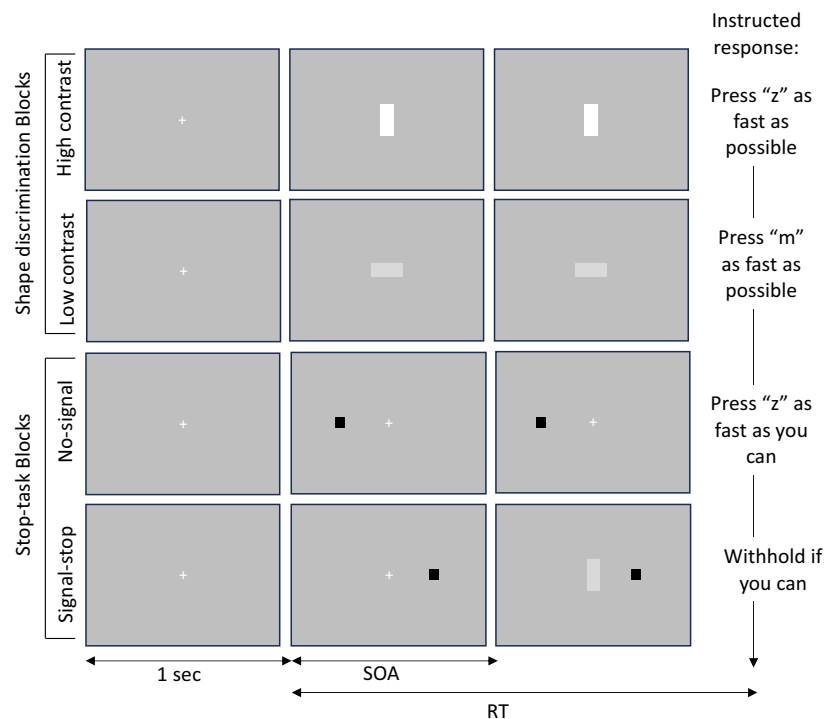 Instructed
response:
Shape discrimination Blocks
High contrast
Press “z” as
fast as
possible
Low contrast
Press “m”
as fast as
possible
Stop-task Blocks
No-signal
Press “z” as
fast as you
can
Signal-stop
Withhold if
you can
1 sec
SOA
RT